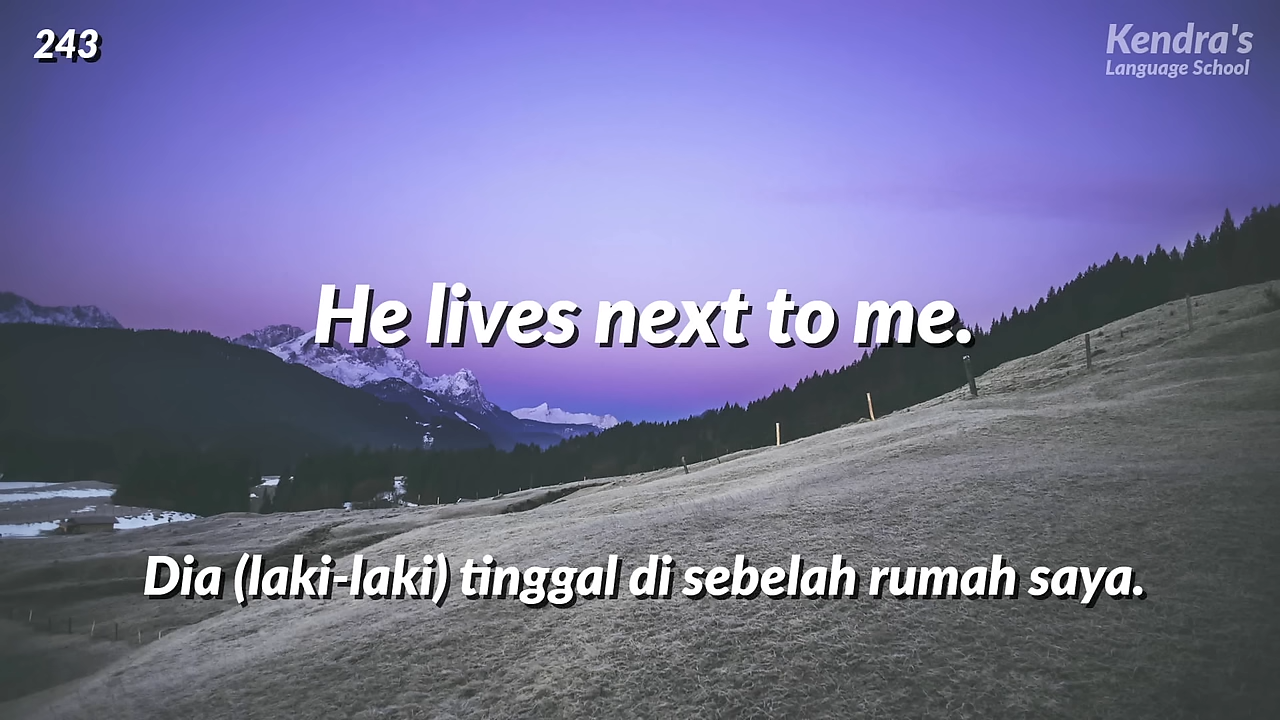 243
Kendra's
Language School
He lives next to me.
Dia (laki-laki) tinggal di sebelah rumah saya.